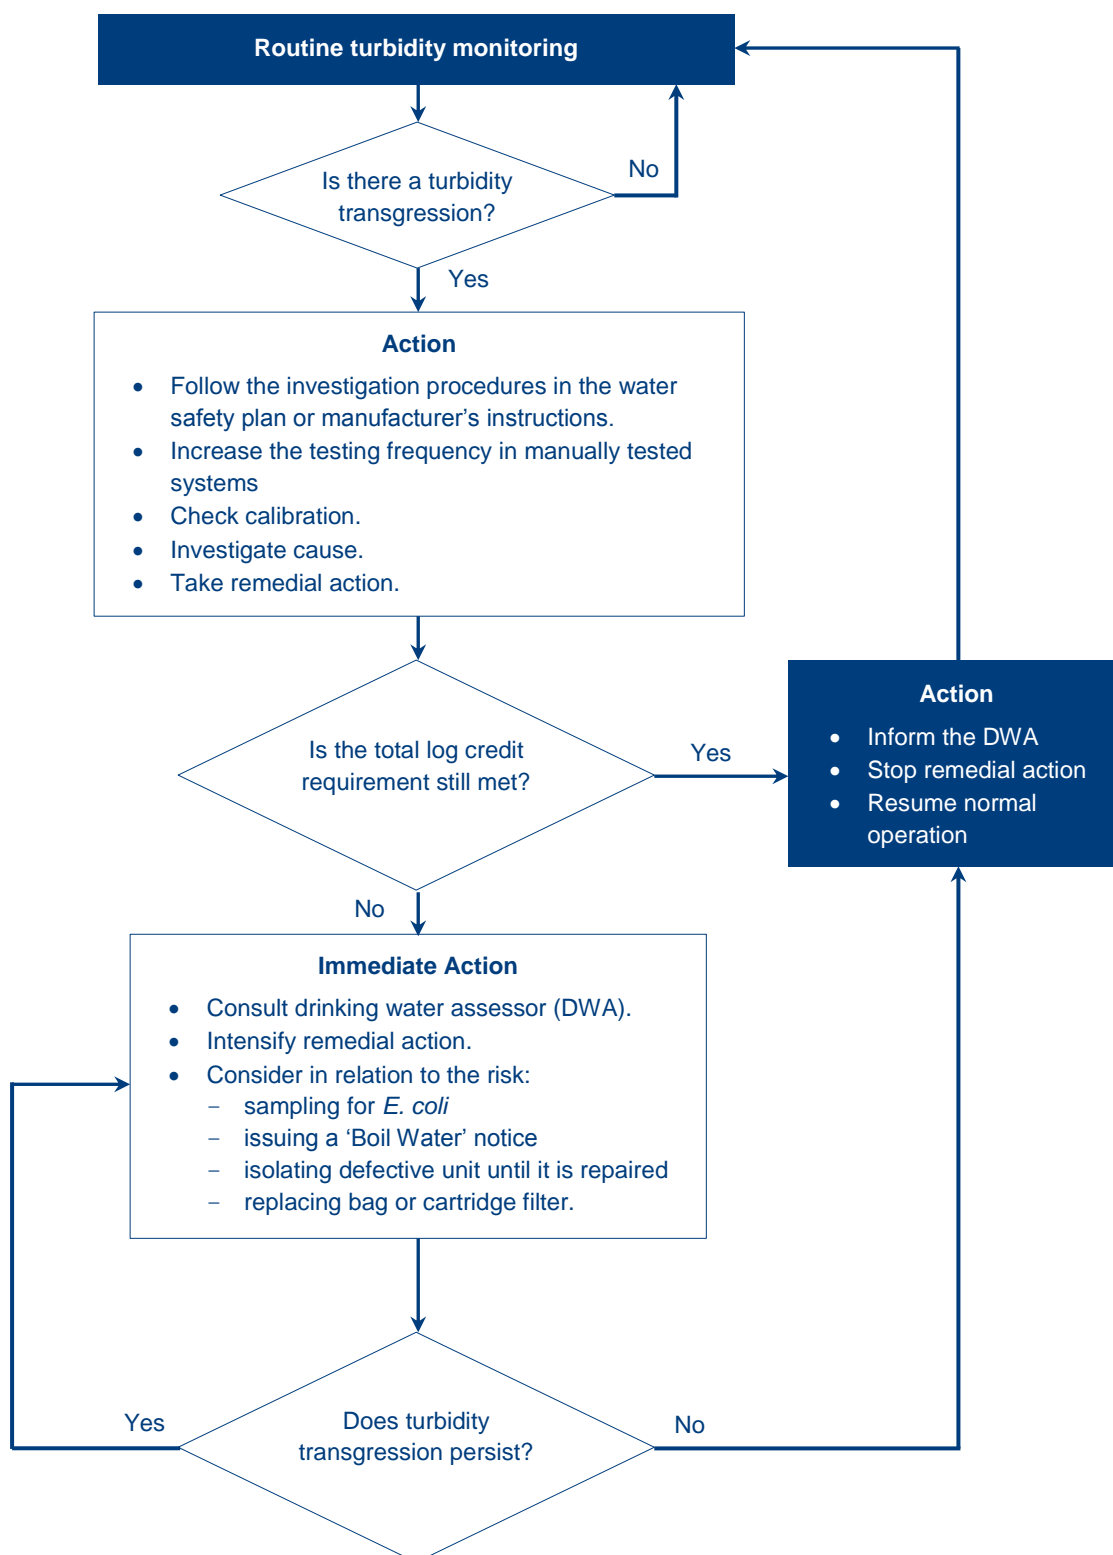 Routine turbidity monitoring
Is there a turbidity
transgression?
No
Yes
Action
• Follow the investigation procedures in the water
safety plan or manufacturer’s instructions.
• Increase the testing frequency in manually tested
systems
• Check calibration.
• Investigate cause.
• Take remedial action.
Is the total log credit
requirement still met?
Yes
Action
• Inform the DWA
• Stop remedial action
• Resume normal
operation
No
Immediate Action
• Consult drinking water assessor (DWA).
• Intensify remedial action.
• Consider in relation to the risk:
– sampling for E. coli
– issuing a ‘Boil Water’ notice
– isolating defective unit until it is repaired
– replacing bag or cartridge filter.
Does turbidity
transgression persist?
Yes
No